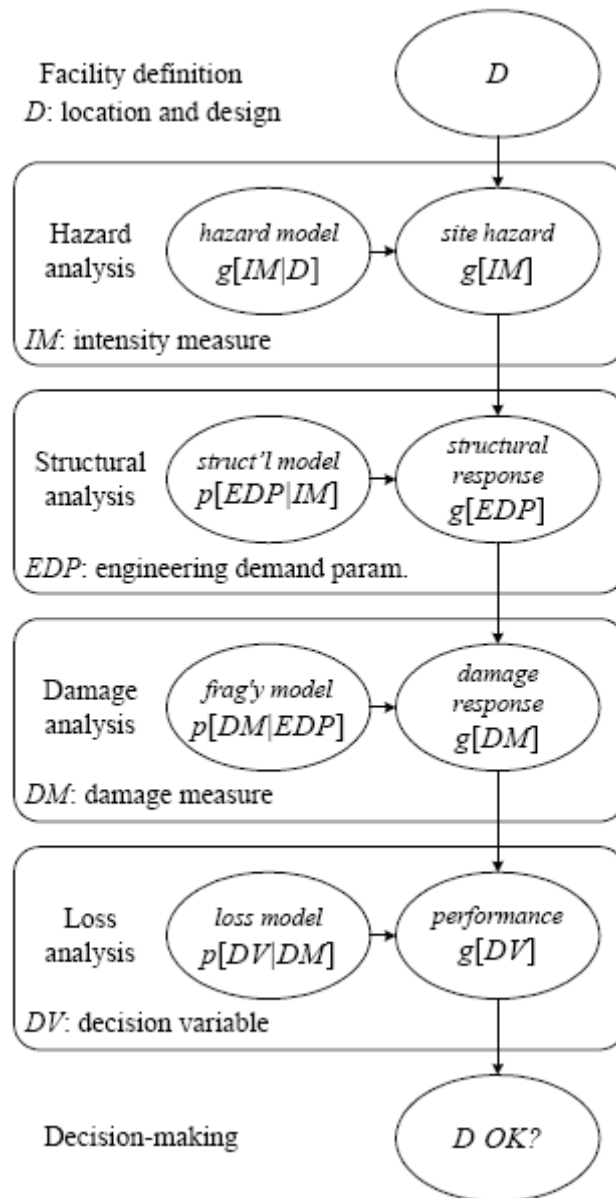 Facility definition
D: location and design
D
Hazard
analysis
hazard model
g[IM|D]
site hazard
g[IM]
IM: intensity measure
Structural
analysis
struct'l model
p[EDP|IM]
structural
response
g[EDP]
EDP: engineering demand param.
Damage
analysis
frag'y model
p[DM|EDP]
damage
response
g[DM]
DM: damage measure
Loss
analysis
loss model
p[DV|DM]
performance
g[DV]
DV: decision variable
Decision-making
D OK?